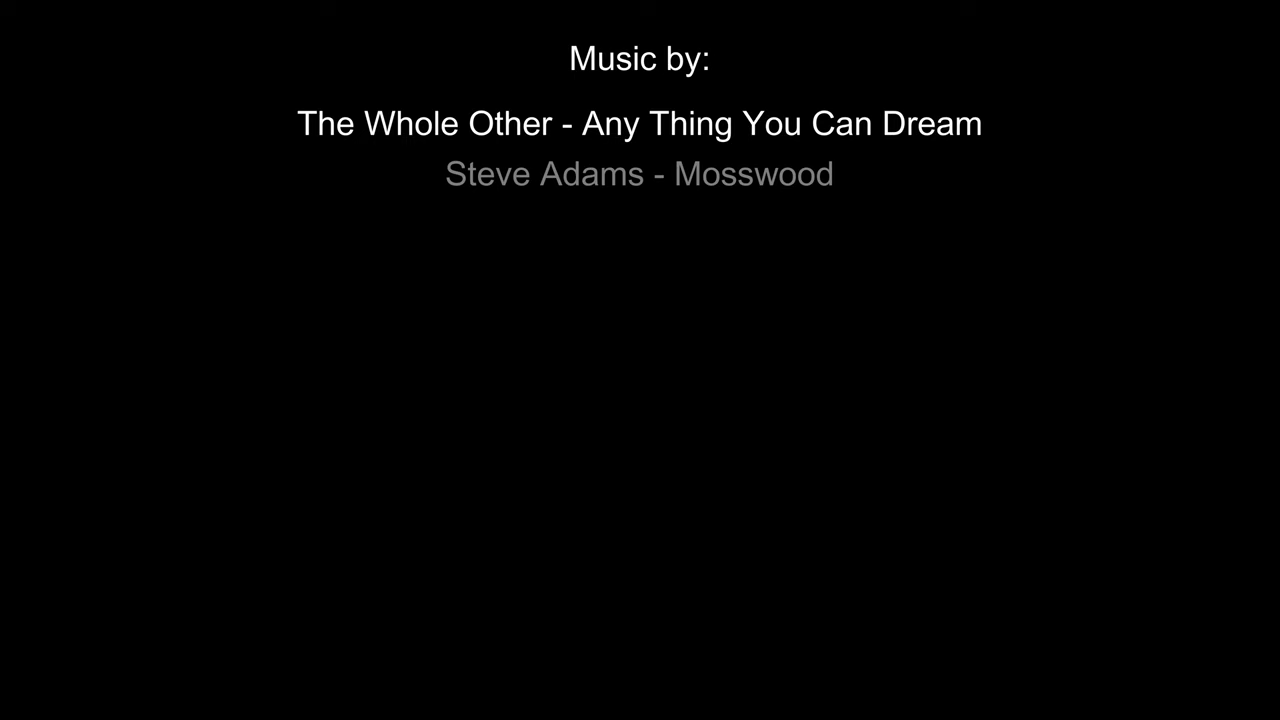 Music by:
The Whole Other - Any Thing You Can Dream
Steve Adams - Mosswood